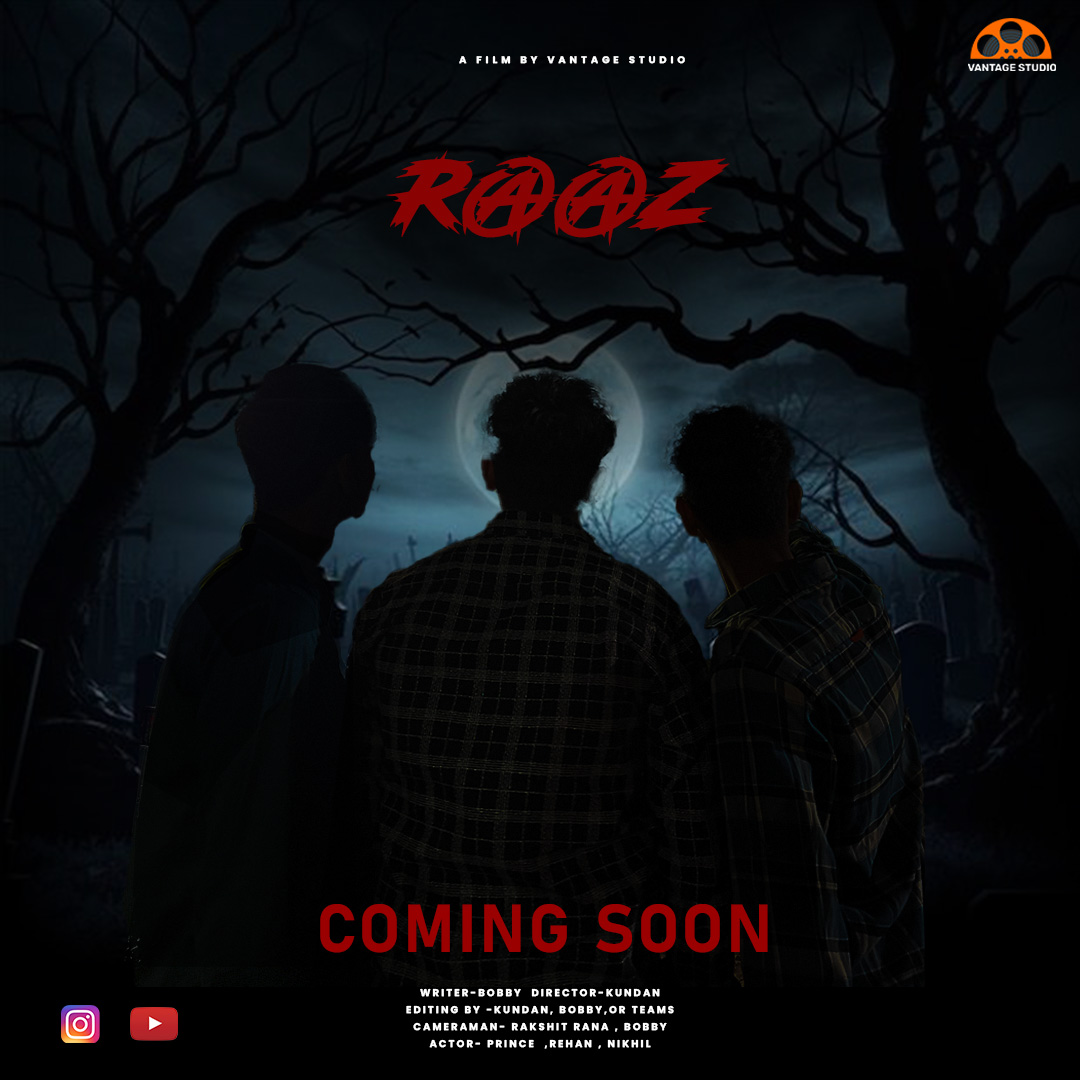 A FILM BY VANTAGE STUDIO
VANTAGE STUDIO
RAAZ
COMING SOON
WRITER-BOBBY DIRECTOR-KUNDAN
EDITING BY -KUNDAN, BOBBY,OR TEAMS
CAMERAMAN- RAKSHIT RANA , BOBBY
ACTOR- PRINCE ,REHAN , NIKHIL